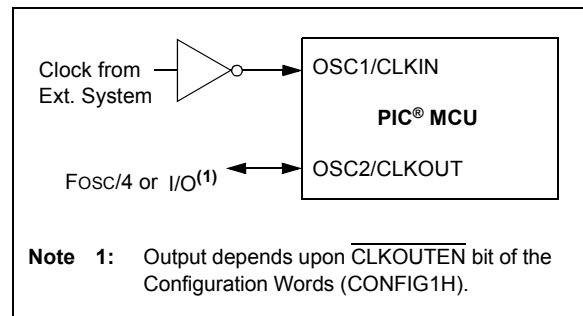 Clock from
Ext. System
OSC1/CLKIN
PIC® MCU
OSC2/CLKOUT
FOSC/4 or I/O(1)
Note 1: Output depends upon CLKOUTEN bit of the
Configuration Words (CONFIG1H).